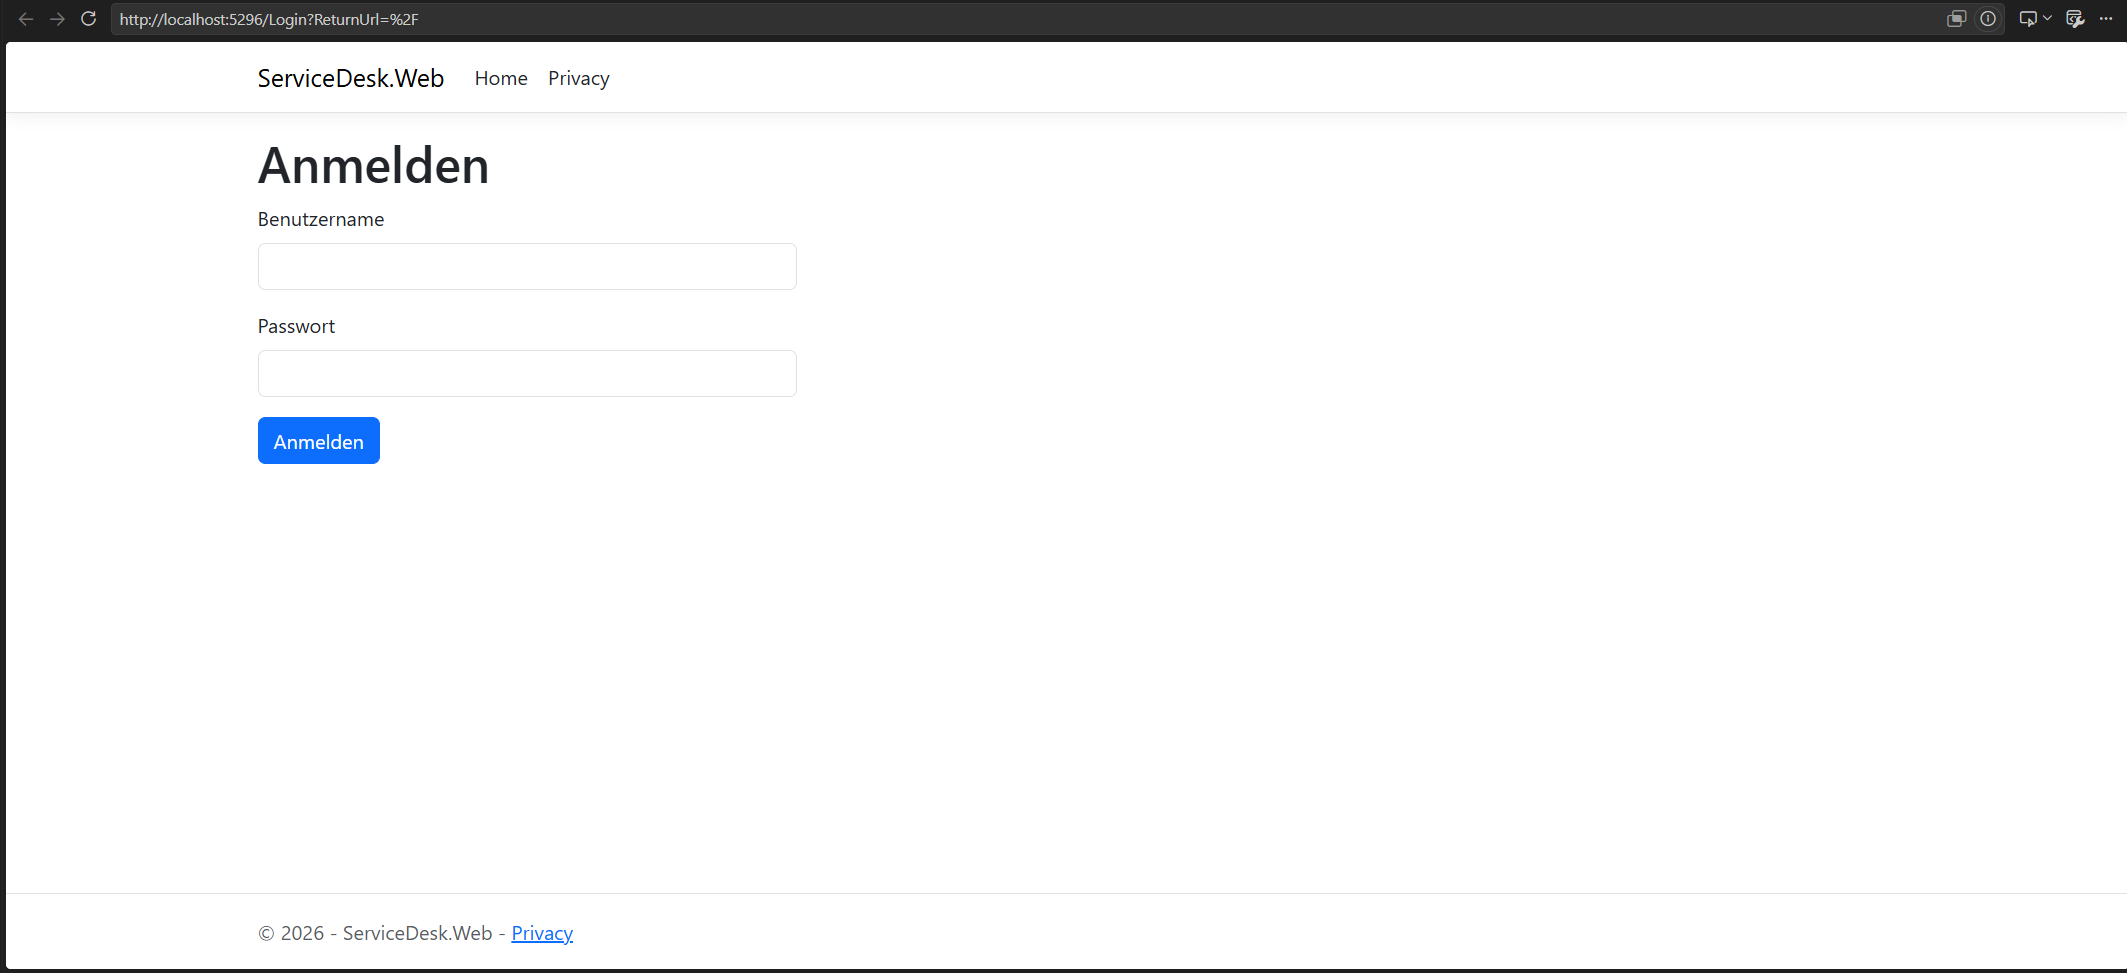 http://localhost:5296/Login?ReturnUrl=%2F
ServiceDesk.Web Home Privacy
Anmelden
Benutzername
Passwort
Anmelden
© 2026 - ServiceDesk.Web - Privacy